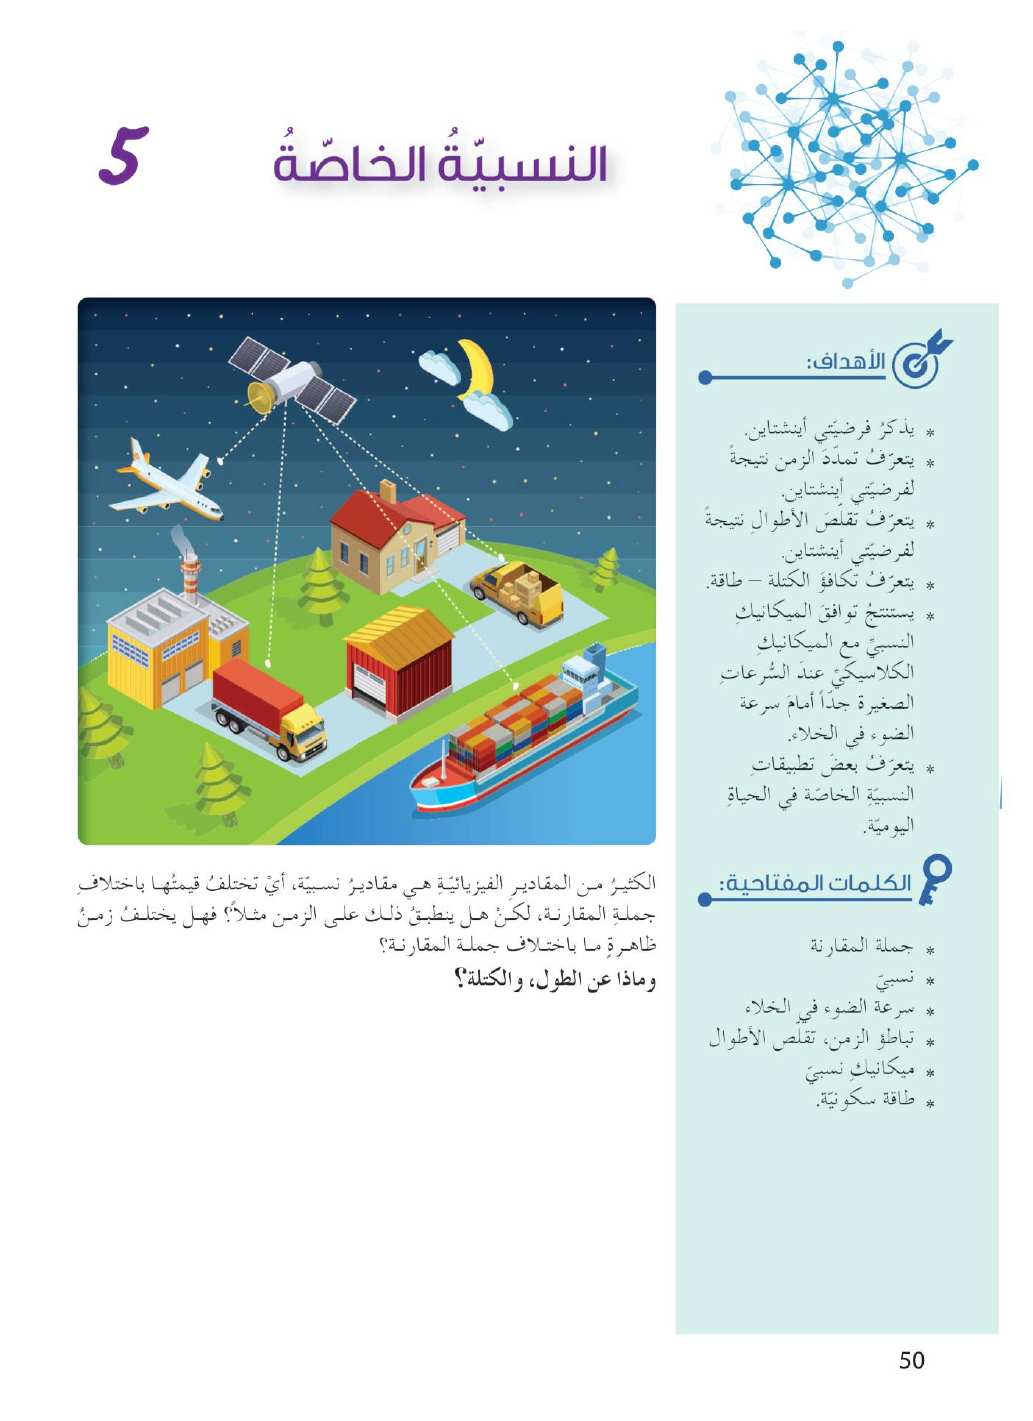 5
النسبيّةُ الخاصّةُ
الأهداف:
* يذكرُ فرضيّتي أينشتاين.
* يتعرّفُ تمدّدَ الزمن نتيجةً
لفرضيّتي أينشتاين.
* يتعرّفُ تقلّصَ الأطوالِ نتيجةً
لفرضيّتي أينشتاين.
* يتعرّفُ تكافؤَ الكتلة – طاقة.
* يستنتجُ توافقَ الميكانيكِ
النسبيِّ مع الميكانيكِ
الكلاسيكيِّ عندَ السُّرعاتِ
الصغيرة جدّاً أمامَ سرعة
الضوء في الخلاء.
* يتعرّفُ بعضَ تطبيقاتِ
النسبيّةِ الخاصّة في الحياةِ
اليوميّة.
الكلمات المفتاحية:
* جملة المقارنة
* نسبيّ
* سرعة الضوء في الخلاء
* تباطؤ الزمن، تقلّص الأطوال
* ميكانيكِ نسبيّ
* طاقة سكونيّة.
الكثيرُ من المقاديرِ الفيزيائيّةِ هي مقاديرُ نسبيّة، أيْ تختلفُ قيمتُها باختلافِ
جملةِ المقارنة، لكنْ هل ينطبقُ ذلك على الزمن مثلاً؟ فهل يختلفُ زمنُ
ظاهرةٍ ما باختلاف جملة المقارنة؟
وماذا عن الطول، والكتلة؟
50